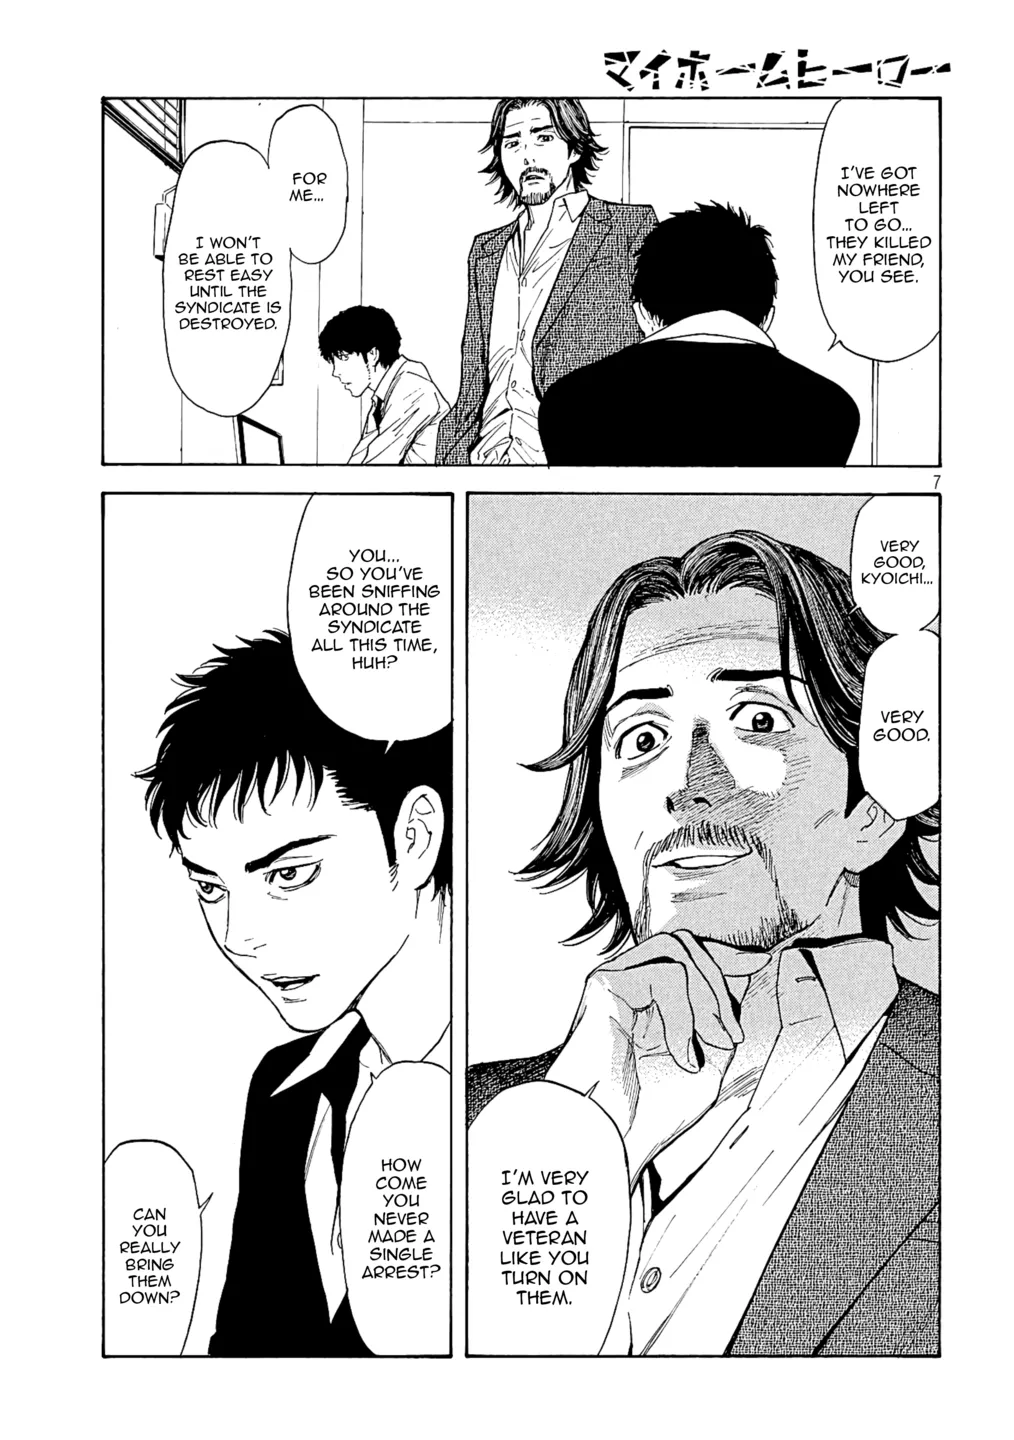 マイホームヒーロー
I'VE GOT
NOWHERE
LEFT
TO GO...
THEY KILLED
MY FRIEND,
YOU SEE.
FOR
ME...
I WON'T
BE ABLE TO
REST EASY
UNTIL THE
SYNDICATE IS
DESTROYED.
7
VERY
GOOD,
KYOICHI...
VERY
GOOD.
I'M VERY
GLAD TO
HAVE A
VETERAN
LIKE YOU
TURN ON
THEM.
YOU...
SO YOU'VE
BEEN SNIFFING
AROUND THE
SYNDICATE
ALL THIS TIME,
HUH?
HOW
COME
YOU
NEVER
MADE A
SINGLE
ARREST?
CAN
YOU
REALLY
BRING
THEM
DOWN?